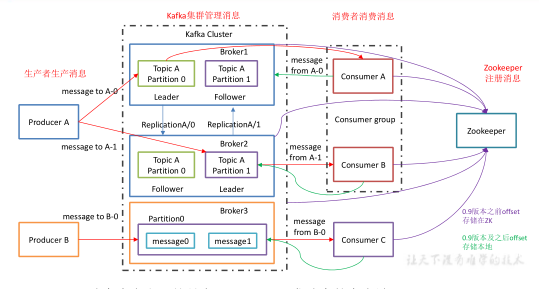 Kafka集群管理消息
消费者消费消息
Kafka Cluster
Broker1
生产者生产消息
Topic A
Partition 0
Topic A
Partition 1
message
from A-0
Consumer A
Zookeeper
注册消息
message to A-0
Leader
Follower
Producer A
ReplicationA/0
ReplicationA/1
Consumer group
Zookeeper
message to A-1
Broker2
Topic A
Partition 0
Topic A
Partition 1
message
from A-1
Consumer B
Follower
Leader
Broker3
message to B-0
Partition0
message
from B-0
0.9版本之前offset
存储在ZK
Producer B
message0
message1
Consumer C
0.9版本及之后offset
存储本地
让天下没有难学的技术